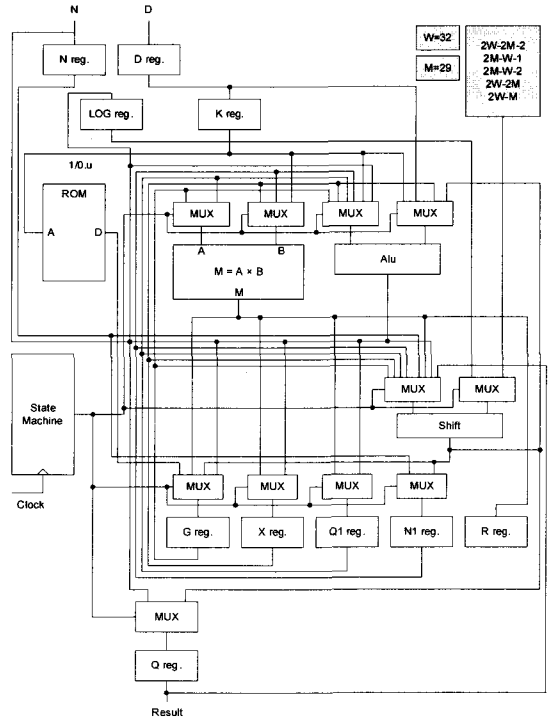 N D
W=32
M=29
2W-2M-2
2M-W-1
2M-W-2
2W-2M
2W-M
N reg.
D reg.
LOG reg.
K reg.
1/0.u
ROM
A D
MUX MUX MUX MUX
A B
M = A × B
M
Alu
State
Machine
Clock
MUX MUX
Shift
MUX MUX MUX MUX
G reg. X reg. Q1 reg. N1 reg. R reg.
MUX
Q reg.
Result